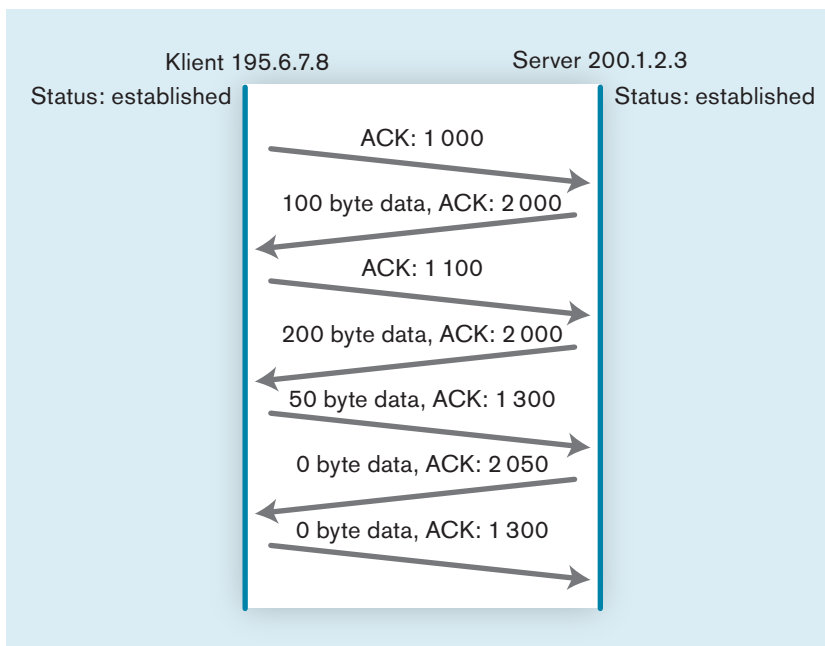 Klient 195.6.7.8
Server 200.1.2.3
Status: established
Status: established
ACK: 1 000
100 byte data, ACK: 2 000
ACK: 1 100
200 byte data, ACK: 2 000
50 byte data, ACK: 1 300
0 byte data, ACK: 2 050
0 byte data, ACK: 1 300